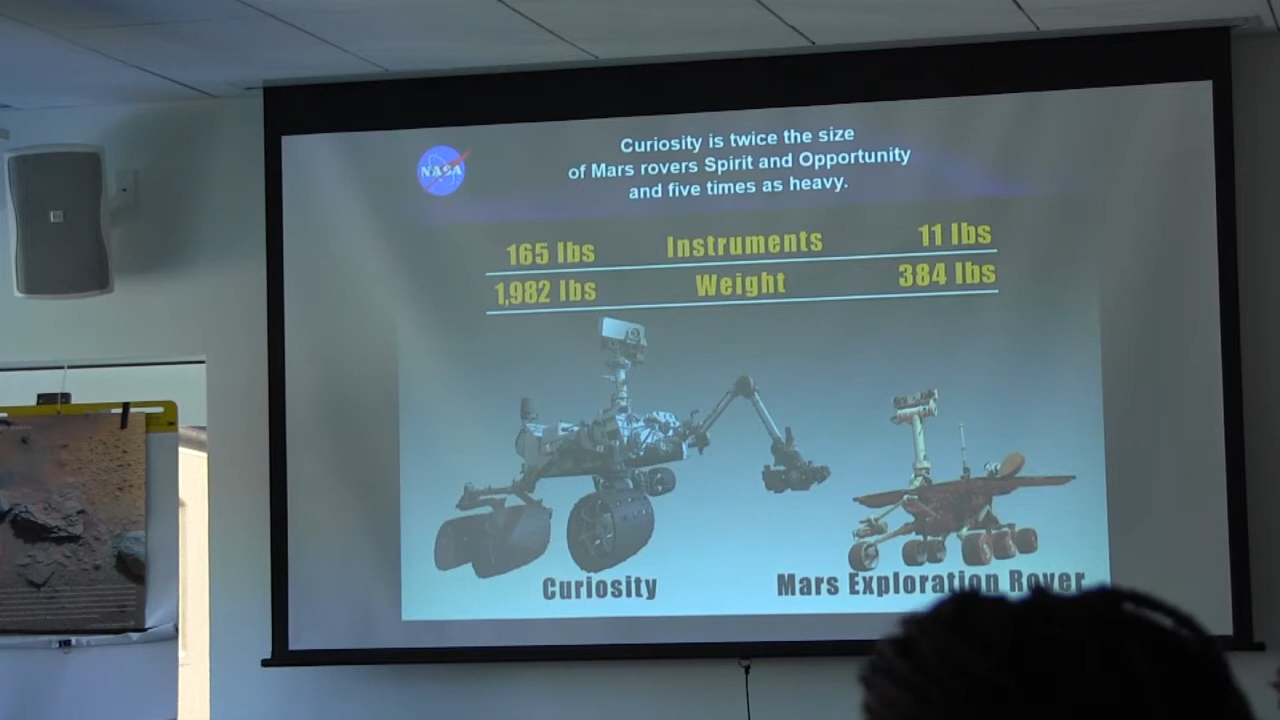 NASA
Curiosity is twice the size
of Mars rovers Spirit and Opportunity
and five times as heavy.
165 lbs Instruments 11 lbs
1,982 lbs Weight 384 lbs
Curiosity Mars Exploration Rover